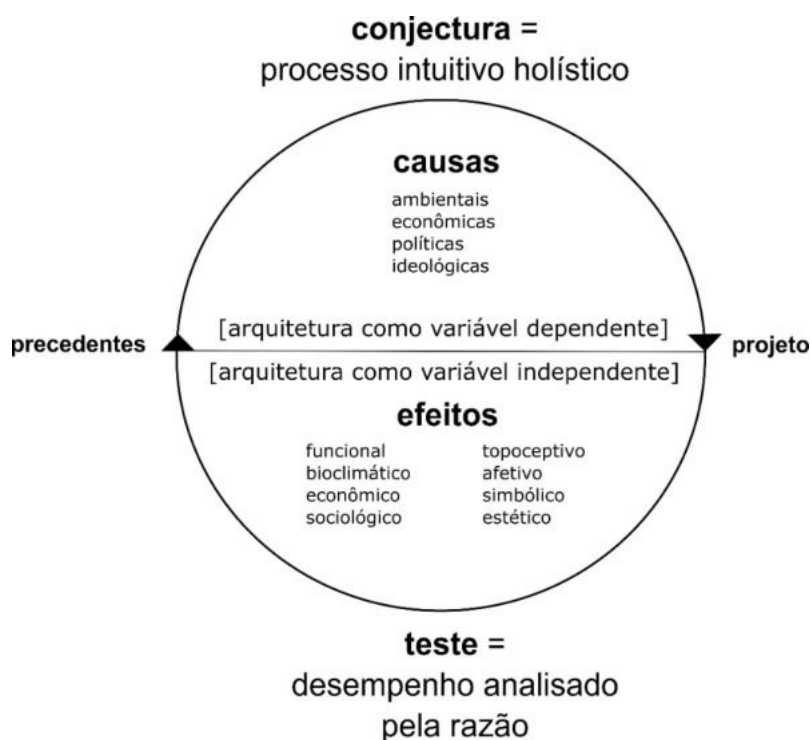 conjectura =
processo intuitivo holístico
causas
ambientais
econômicas
políticas
ideológicas
[arquitetura como variável dependente]
precedentes
projeto
[arquitetura como variável independente]
efeitos
funcional
bioclimático
econômico
sociológico
topoceptivo
afetivo
simbólico
estético
teste =
desempenho analisado
pela razão